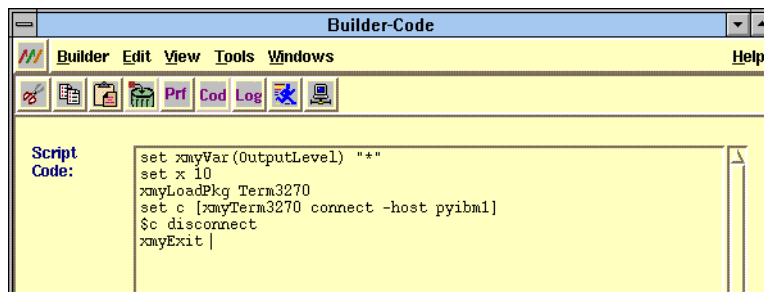 Builder-Code
Builder Edit View Tools Windows Help
Prf Cod Log
Script
Code:
set xmyVar(OutputLevel) "*"
set x 10
xmyLoadPkg Term3270
set c [xmyTerm3270 connect -host pyibm1]
$c disconnect
xmyExit